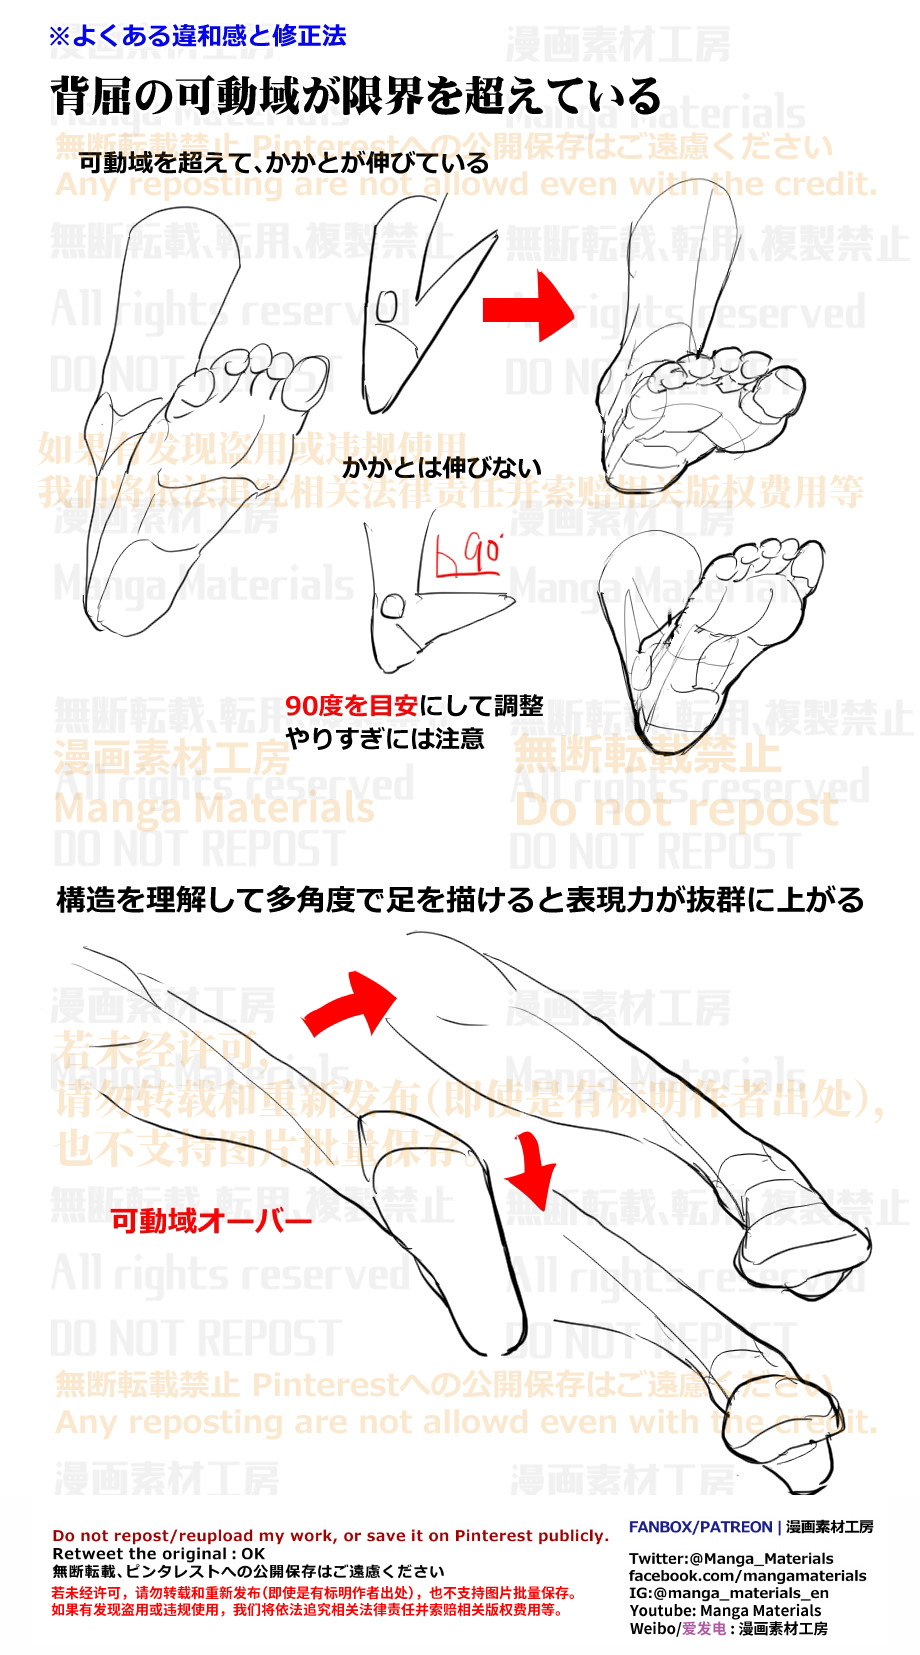 ※よくある違和感と修正法
漫画素材工房
背屈の可動域が限界を超えている
Manga Materials
無断転載禁止 Pinterestへの公開保存はご遠慮ください
可動域を超えて、かかとが伸びている
Any reposting are not allowd even with the credit.
無断転載、転用、複製禁止
無断転載、転用、複製禁止
All rights reserved
All rights reserved
DO NOT REPOST
DO NOT REPOST
如果有发现盗用或违规使用,
かかとは伸びない
我们将依法追究相关法律责任并索赔相关版权费用等
漫画素材工房
漫画素材工房
90°
Manga Materials
Manga Materials
90度を目安にして調整
やりすぎには注意
無断転載、転用、複製禁止
無断転載、転用、複製禁止
漫画素材工房
無断転載禁止
All rights reserved
All rights reserved
Manga Materials
Do not repost
DO NOT REPOST
DO NOT REPOST
構造を理解して多角度で足を描けると表現力が抜群に上がる
漫画素材工房
漫画素材工房
若未经许可,
Manga Materials
Manga Materials
请勿转载和重新发布(即使是有标明作者出处),
也不支持图片批量保存。
無断転載、転用、複製禁止
無断転載、転用、複製禁止
可動域オーバー
All rights reserved
All rights reserved
DO NOT REPOST
DO NOT REPOST
無断転載禁止 Pinterestへの公開保存はご遠慮ください
Any reposting are not allowd even with the credit.
漫画素材工房
漫画素材工房
Do not repost/reupload my work, or save it on Pinterest publicly.
Retweet the original : OK
無断転載、ピンタレストへの公開保存はご遠慮ください
若未经许可，请勿转载和重新发布（即使是有标明作者出处），也不支持图片批量保存。
如果有发现盗用或违规使用，我们将依法追究相关法律责任并索赔相关版权费用等。
FANBOX/PATREON | 漫画素材工房
Twitter:@Manga_Materials
facebook.com/mangamaterials
IG:@manga_materials_en
Youtube: Manga Materials
Weibo/爱发电 : 漫画素材工房